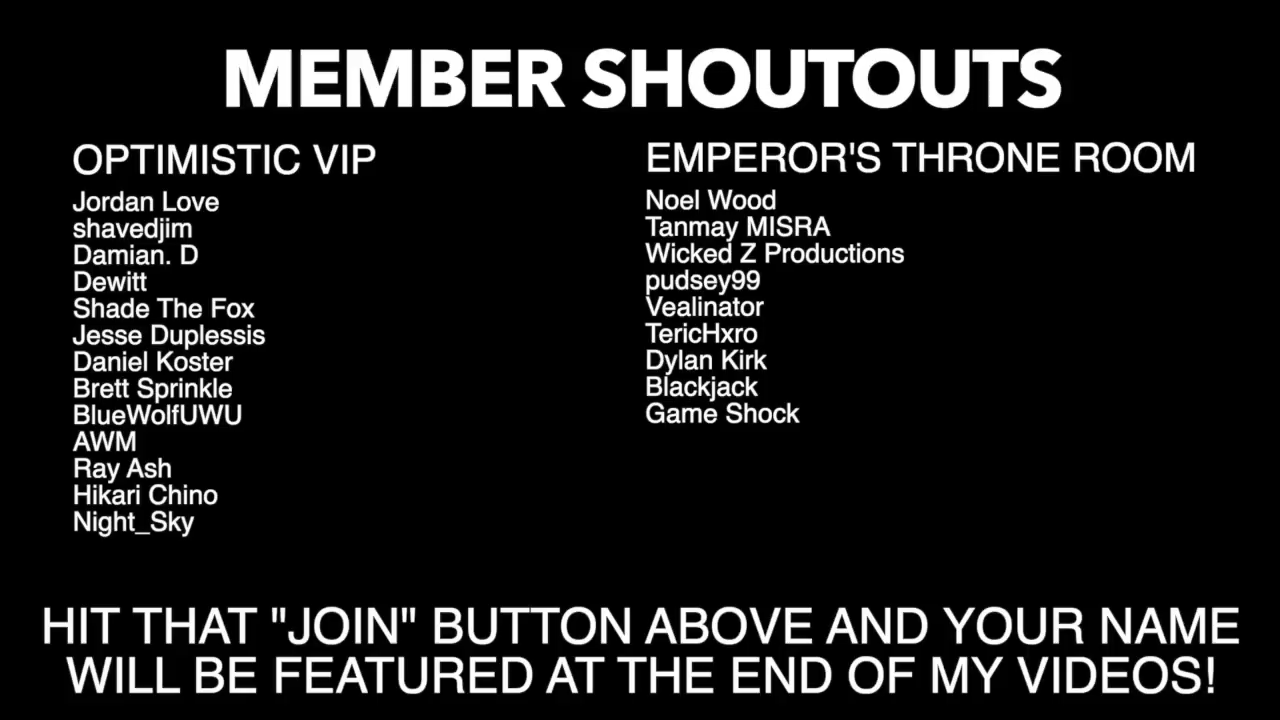 MEMBER SHOUTOUTS
OPTIMISTIC VIP
Jordan Love
shavedjim
Damian. D
Dewitt
Shade The Fox
Jesse Duplessis
Daniel Koster
Brett Sprinkle
BlueWolfUWU
AWM
Ray Ash
Hikari Chino
Night_Sky
EMPEROR'S THRONE ROOM
Noel Wood
Tanmay MISRA
Wicked Z Productions
pudsey99
Vealinator
TericHxro
Dylan Kirk
Blackjack
Game Shock
HIT THAT "JOIN" BUTTON ABOVE AND YOUR NAME
WILL BE FEATURED AT THE END OF MY VIDEOS!